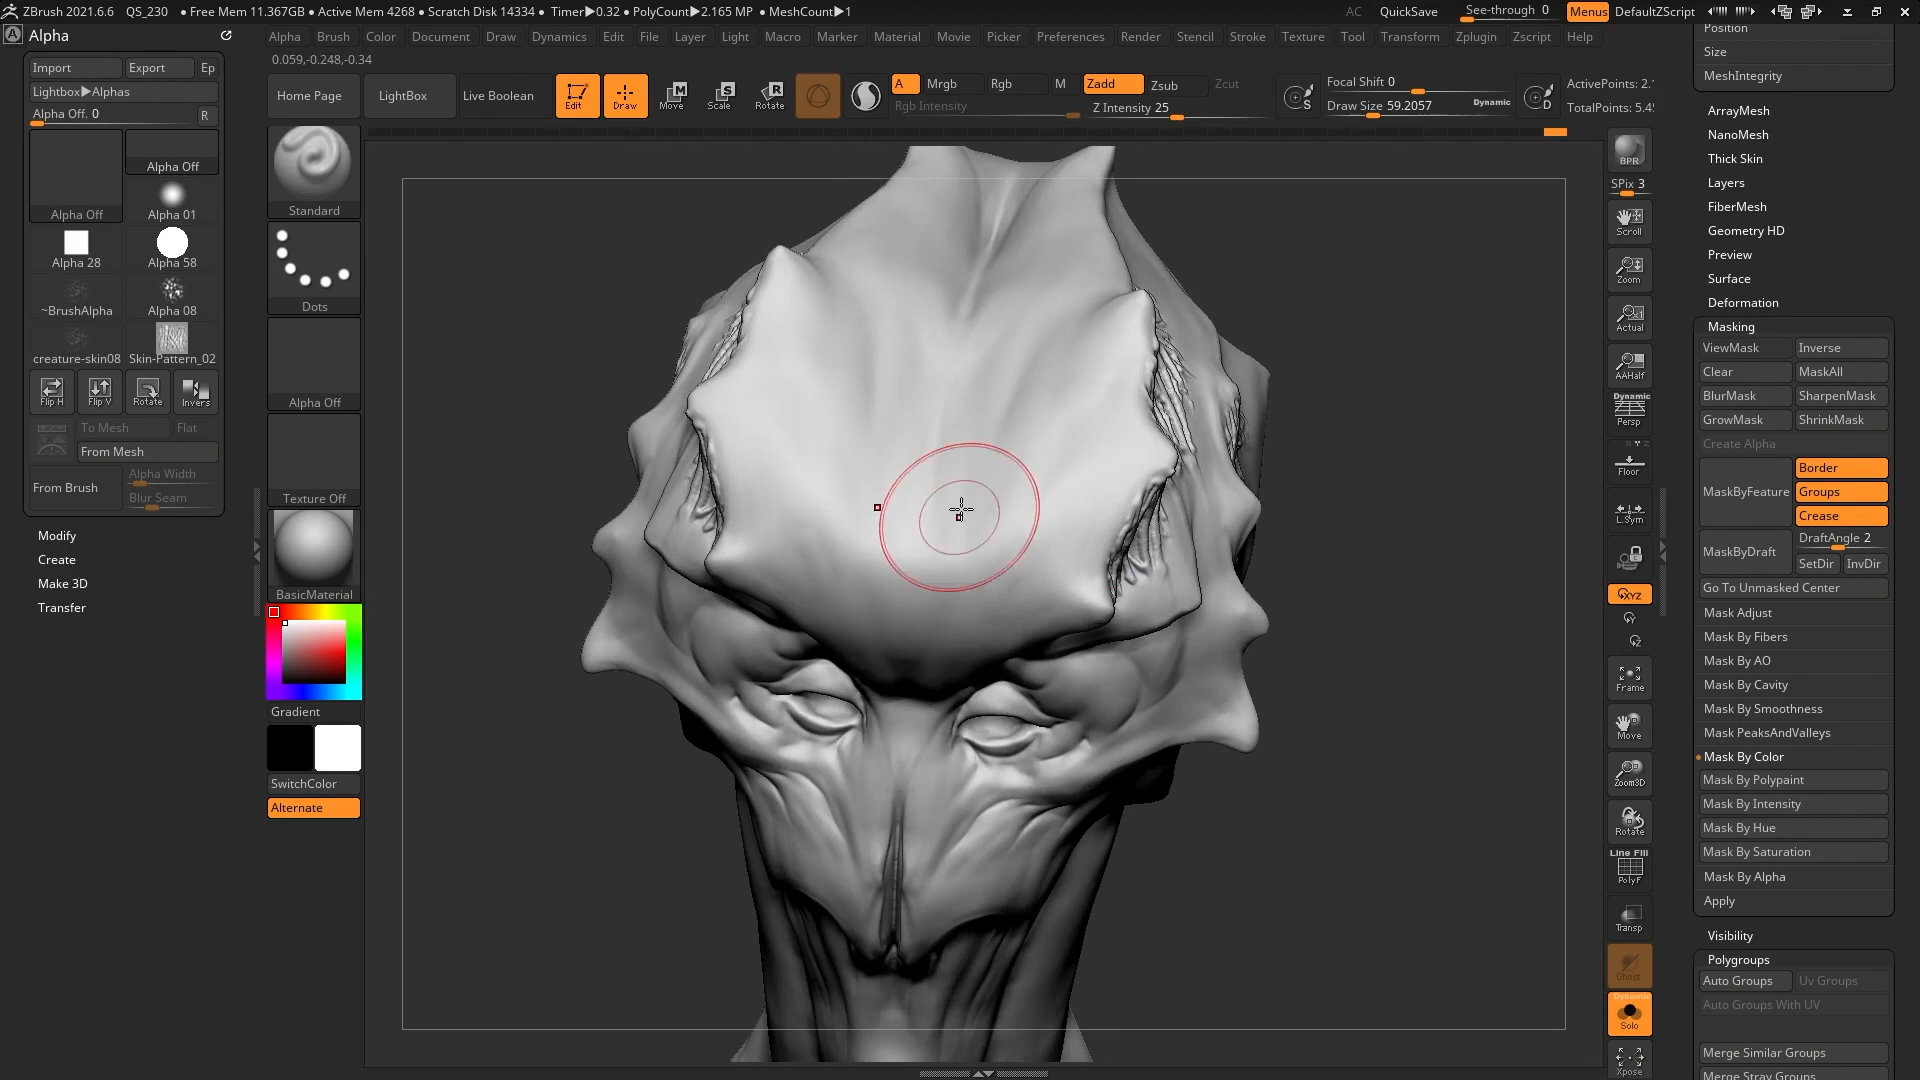 ZBrush 2021.6.6 QS_230 • Free Mem 11.367GB • Active Mem 4268 • Scratch Disk 14334 • Timer▶0.32 • PolyCount▶2.165 MP • MeshCount▶1 AC QuickSave See-through 0 Menus DefaultZScript
Alpha
Alpha Brush Color Document Draw Dynamics Edit File Layer Light Macro Marker Material Movie Picker Preferences Render Stencil Stroke Texture Tool Transform Zplugin Zscript Help
0.059,-0.248,-0.34
Import Export Ep
Lightbox▶Alphas
Alpha Off. 0 R
Alpha Off
Alpha Off
Alpha 01
Alpha 28
Alpha 58
~BrushAlpha
Alpha 08
creature-skin08
Skin-Pattern_02
Flip H Flip V Rotate Invers
To Mesh Flat
From Mesh
From Brush
Alpha Width
Blur Seam
Modify
Create
Make 3D
Transfer
Home Page LightBox Live Boolean
Edit Draw
M Move
S Scale
R Rotate
A Mrgb Rgb M Zadd Zsub Zcut
Rgb Intensity Z Intensity 25
S
Focal Shift 0
Draw Size 59.2057 Dynamic
D
ActivePoints: 2.
TotalPoints: 5.4
Standard
Dots
Alpha Off
Texture Off
BasicMaterial
Gradient
SwitchColor
Alternate
BPR
SPix 3
Scroll
Zoom
Actual
AAHalf
Dynamic
Persp
Floor
L.Sym
XYZ
Y
Z
Frame
Move
Zoom3D
Rotate
Line Fill
PolyF
Transp
Ghost
Dynamic
Solo
Xpose
Position
Size
MeshIntegrity
ArrayMesh
NanoMesh
Thick Skin
Layers
FiberMesh
Geometry HD
Preview
Surface
Deformation
Masking
ViewMask Inverse
Clear MaskAll
BlurMask SharpenMask
GrowMask ShrinkMask
Create Alpha
MaskByFeature
Border
Groups
Crease
MaskByDraft
DraftAngle 2
SetDir InvDir
Go To Unmasked Center
Mask Adjust
Mask By Fibers
Mask By AO
Mask By Cavity
Mask By Smoothness
Mask PeaksAndValleys
Mask By Color
Mask By Polypaint
Mask By Intensity
Mask By Hue
Mask By Saturation
Mask By Alpha
Apply
Visibility
Polygroups
Auto Groups Uv Groups
Auto Groups With UV
Merge Similar Groups
Merge Stray Groups